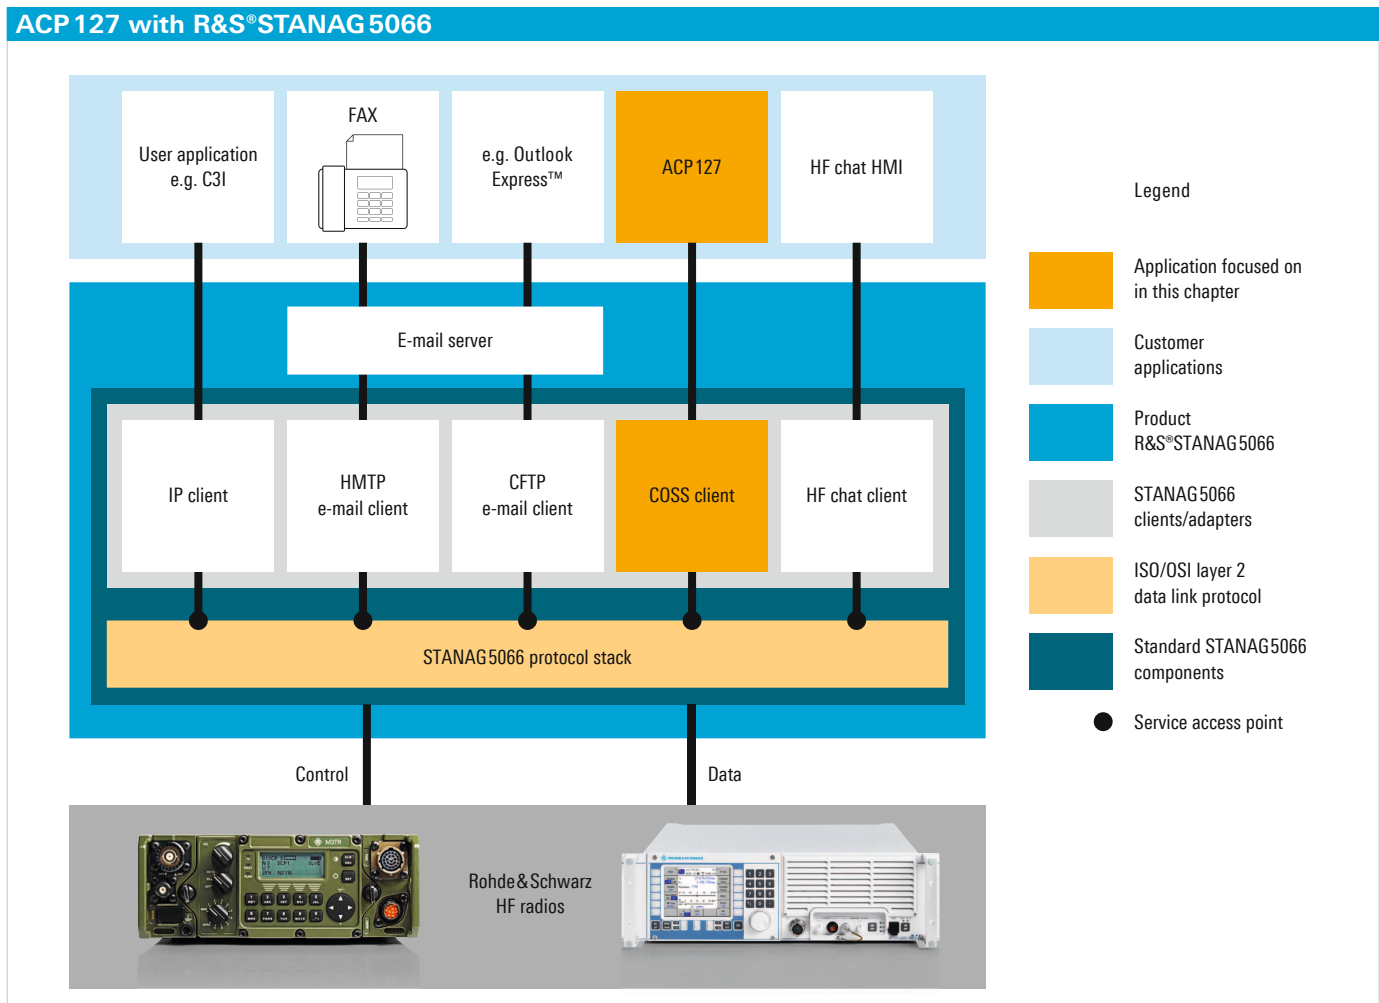 ACP 127 with R&S®STANAG 5066
User application
e.g. C3I
FAX
e.g. Outlook
Express™
ACP 127
HF chat HMI
E-mail server
IP client
HMTP
e-mail client
CFTP
e-mail client
COSS client
HF chat client
STANAG 5066 protocol stack
Control
Data
M3TR
ROHDE & SCHWARZ
Rohde & Schwarz
HF radios
Legend
Application focused on
in this chapter
Customer
applications
Product
R&S®STANAG 5066
STANAG 5066
clients/adapters
ISO/OSI layer 2
data link protocol
Standard STANAG 5066
components
Service access point